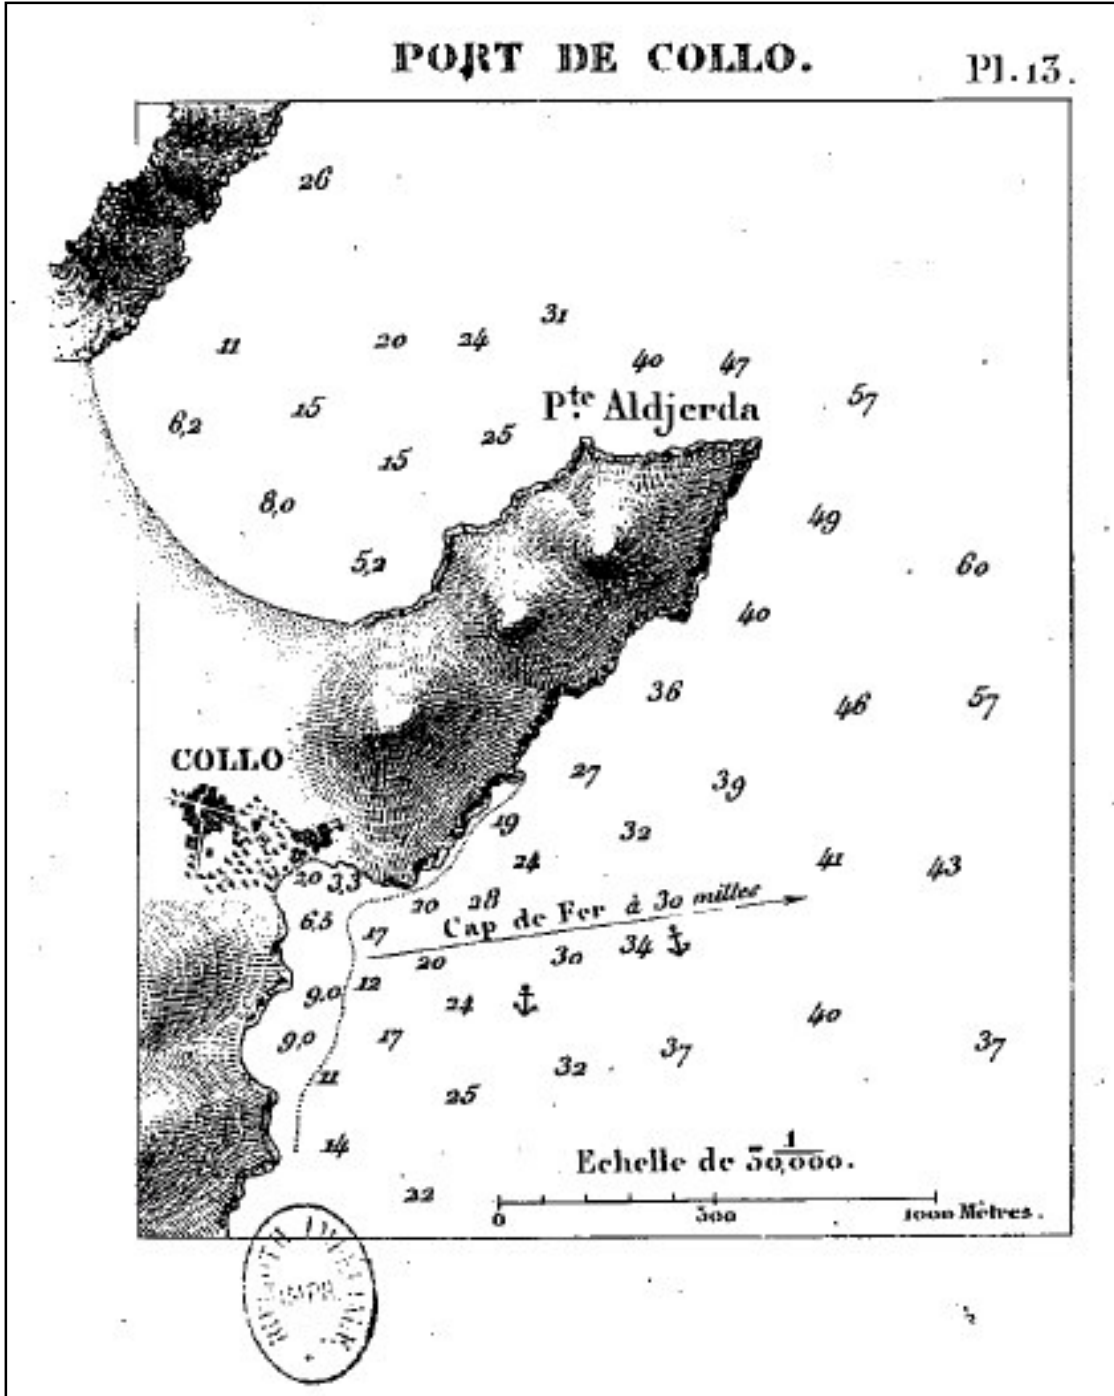 PORT DE COLLO.
Pl. 13.
26
31
11 20 24
40 47
Pte. Aldjerda
57
6,2 15 25
15
8,0 49
5,2 60
40
36 46 57
COLLO
27 39
19 32
24 41 43
2,0 3,3
20 28
Cap de Fer à 30 milles
6,5 17
20 30 34
12
9,0 24 40
9,0 17 32 37 37
11 25
14
Echelle de 1/30,000.
22
0 500 1000 Mètres.